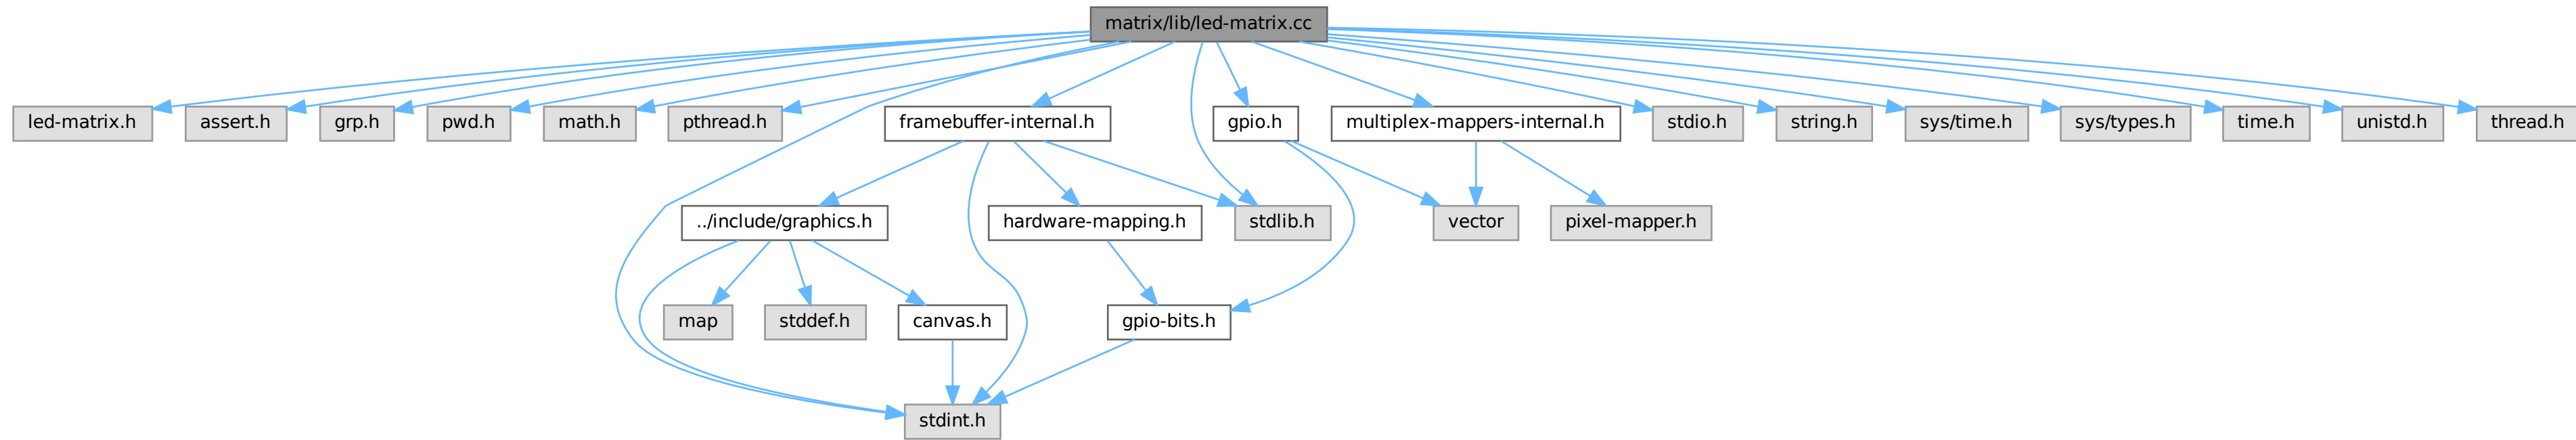 matrix/lib/led-matrix.cc
led-matrix.h
assert.h
grp.h
pwd.h
math.h
pthread.h
framebuffer-internal.h
gpio.h
multiplex-mappers-internal.h
stdio.h
string.h
sys/time.h
sys/types.h
time.h
unistd.h
thread.h
../include/graphics.h
hardware-mapping.h
stdlib.h
vector
pixel-mapper.h
map
stddef.h
canvas.h
gpio-bits.h
stdint.h